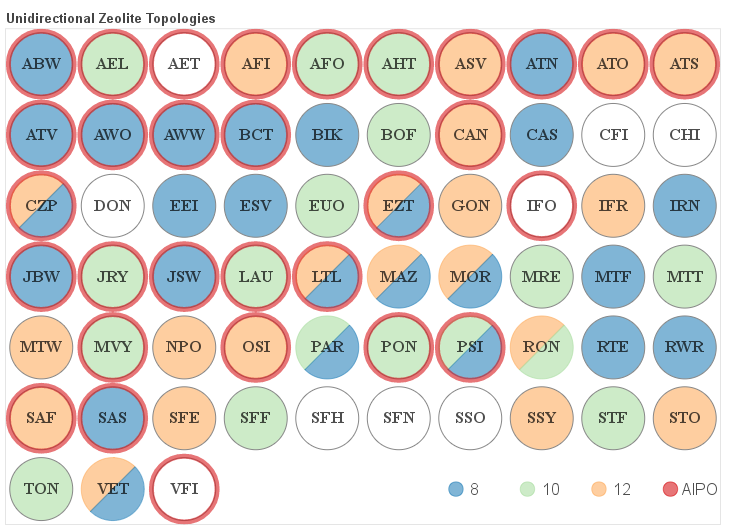 Unidirectional Zeolite Topologies
ABW AEL AET AFI AFO AHT ASV ATN ATO ATS
ATV AWO AWW BCT BIK BOF CAN CAS CFI CHI
CZP DON EEI ESV EUO EZT GON IFO IFR IRN
JBW JRY JSW LAU LTL MAZ MOR MRE MTF MTT
MTW MVY NPO OSI PAR PON PSI RON RTE RWR
SAF SAS SFE SFF SFH SFN SSO SSY STF STO
TON VET VFI 8 10 12 AlPO